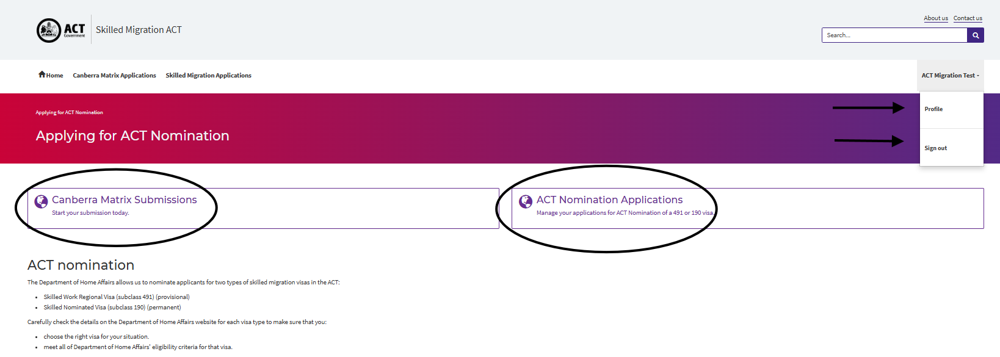 About us Contact us
ACT
Government
Skilled Migration ACT
Search...
Home Canberra Matrix Applications Skilled Migration Applications
ACT Migration Test
Profile
Sign out
Applying for ACT Nomination
Applying for ACT Nomination
Canberra Matrix Submissions
Start your submission today.
ACT Nomination Applications
Manage your applications for ACT Nomination of a 491 or 190 visa.
ACT nomination
The Department of Home Affairs allows us to nominate applicants for two types of skilled migration visas in the ACT:
• Skilled Work Regional Visa (subclass 491) (provisional)
• Skilled Nominated Visa (subclass 190) (permanent)
Carefully check the details on the Department of Home Affairs website for each visa type to make sure that you:
• choose the right visa for your situation.
• meet all of Department of Home Affairs' eligibility criteria for that visa.